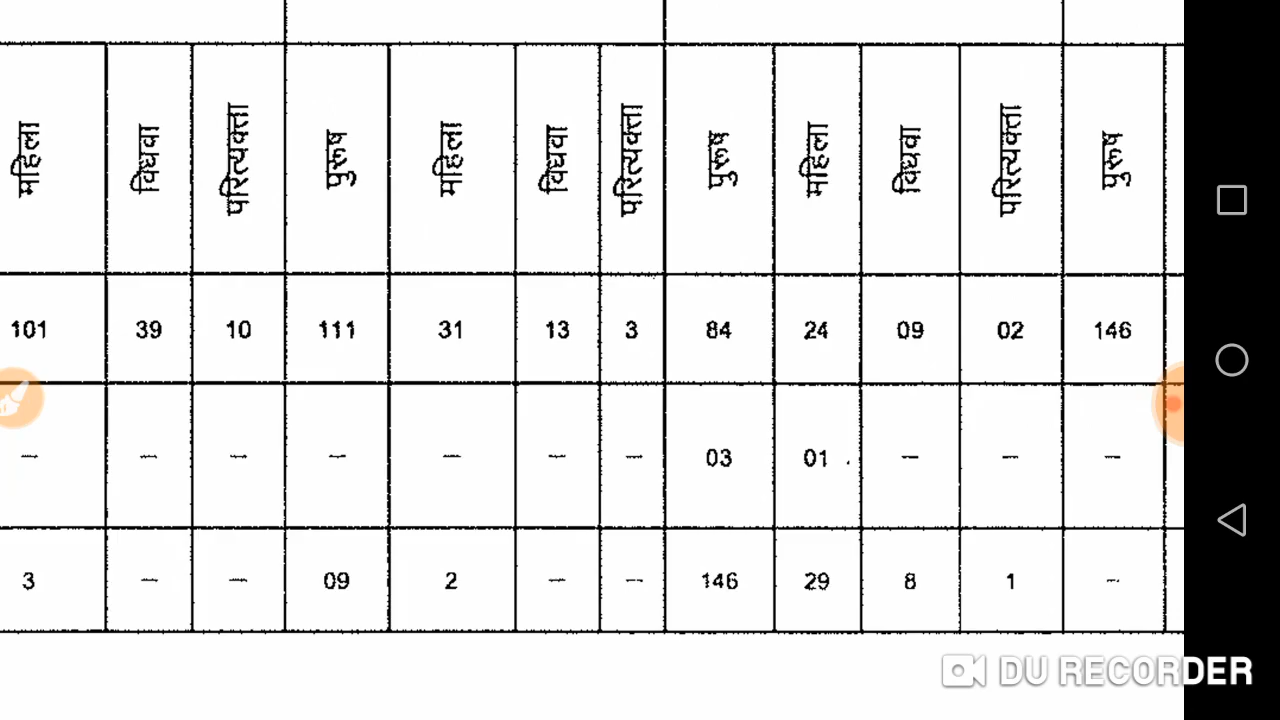 महिला विधवा परित्यक्ता पुरूष महिला विधवा परित्यक्ता पुरूष महिला विधवा परित्यक्ता पुरूष
101 39 10 111 31 13 3 84 24 09 02 146
— — — — — — — 03 01 — — —
3 — — 09 2 — — 146 29 8 1 —
DU RECORDER